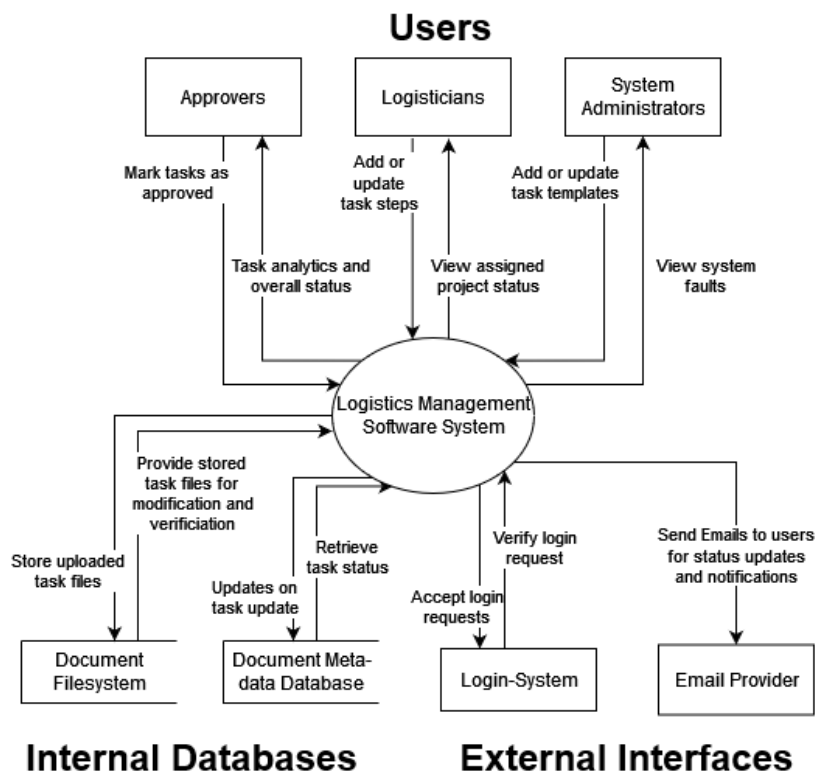 Users
Approvers
Logisticians
System
Administrators
Mark tasks as
approved
Add or
update
task steps
Add or update
task templates
Task analytics and
overall status
View assigned
project status
View system
faults
Logistics Management
Software System
Provide stored
task files for
modification and
verificiation
Store uploaded
task files
Retrieve
task status
Updates on
task update
Verify login
request
Accept login
requests
Send Emails to users
for status updates
and notifications
Document
Filesystem
Document Meta-
data Database
Login-System
Email Provider
Internal Databases
External Interfaces